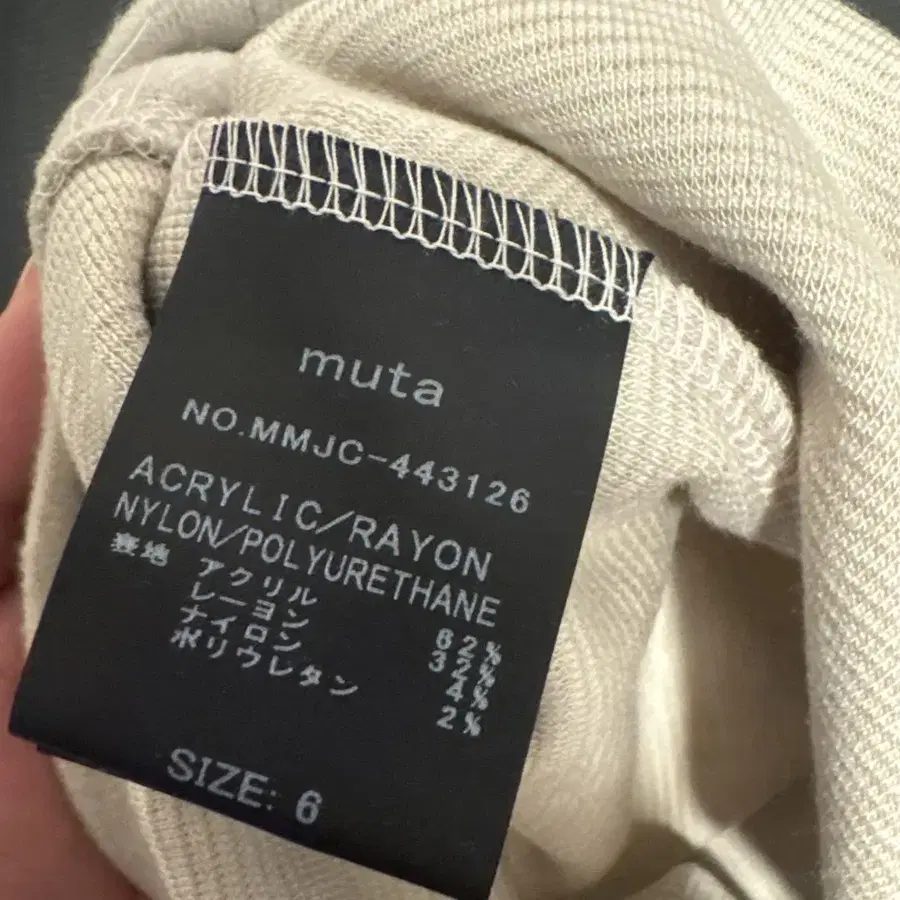 muta
NO.MMJC-443126
ACRYLIC/RAYON
NYLON/POLYURETHANE
表地 アクリル 62%
レーヨン 32%
ナイロン 4%
ポリウレタン 2%
SIZE: 6